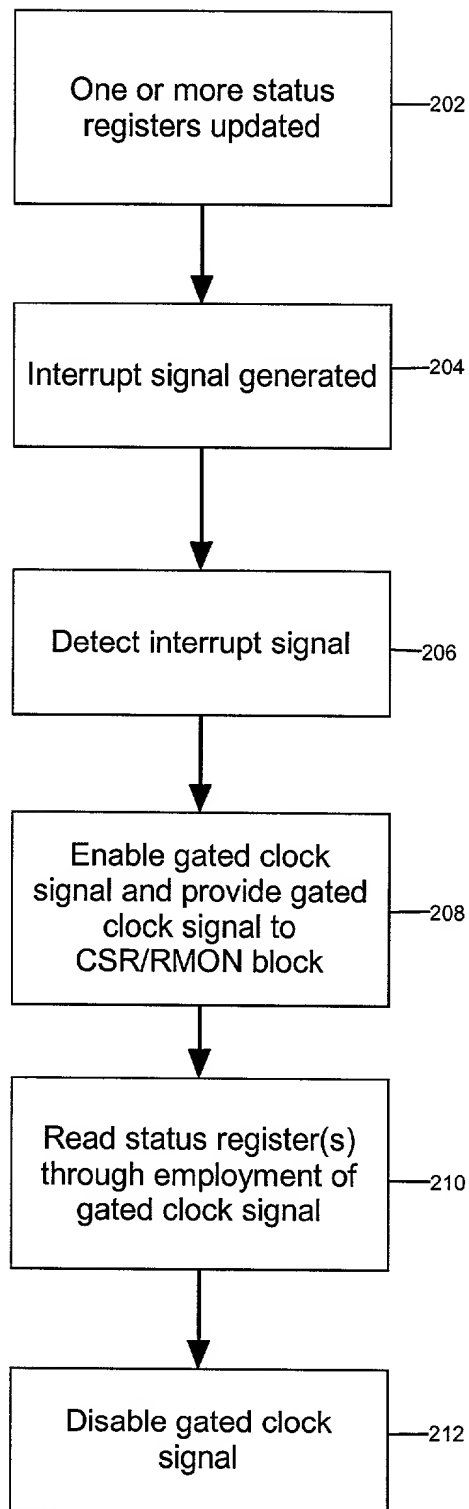 One or more status
registers updated
202
Interrupt signal generated
204
Detect interrupt signal
206
Enable gated clock
signal and provide gated
clock signal to
CSR/RMON block
208
Read status register(s)
through employment of
gated clock signal
210
Disable gated clock
signal
212